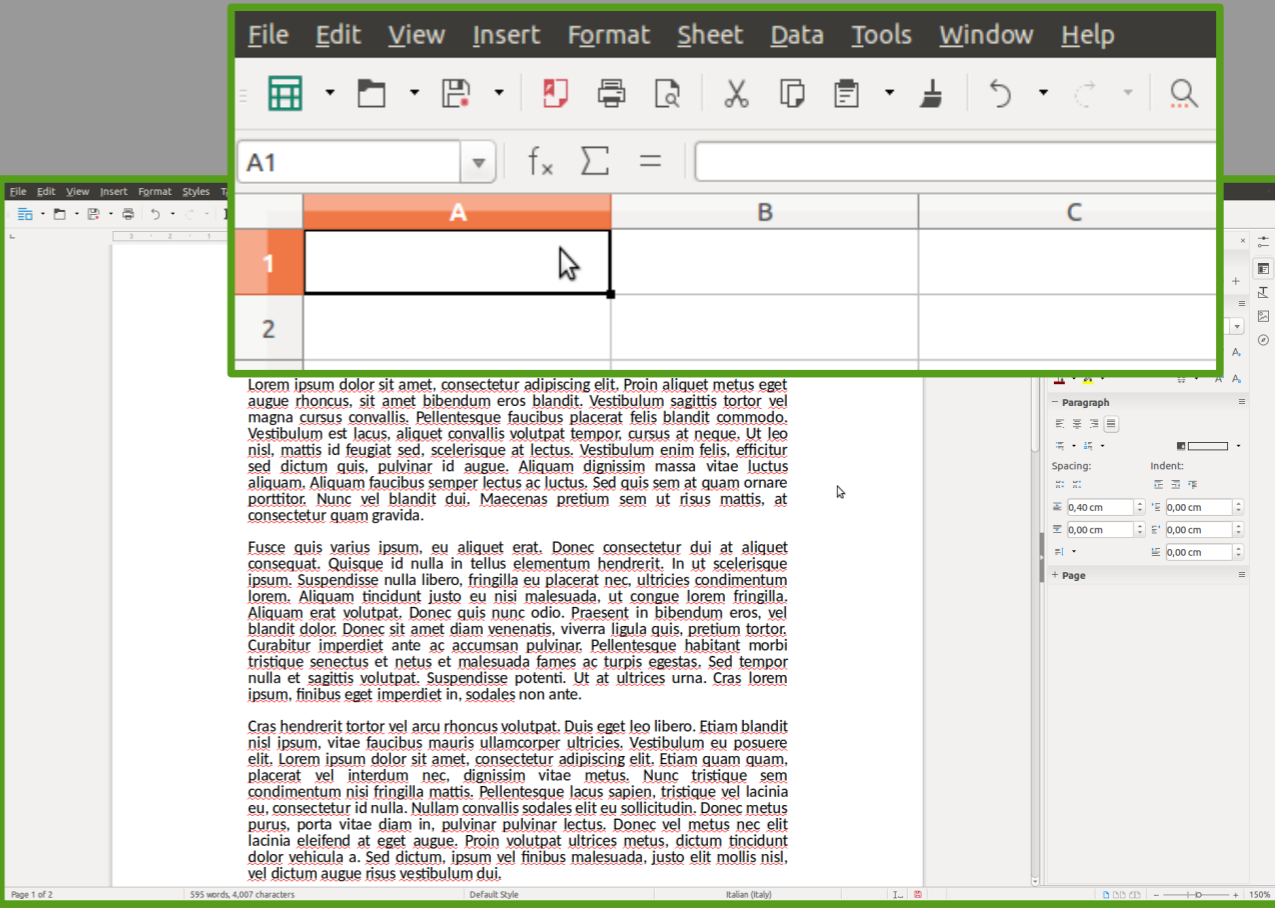 File Edit View Insert Format Sheet Data Tools Window Help
A1
A B C
1
2
File Edit View Insert Format Styles
3 2 1
Lorem ipsum dolor sit amet, consectetur adipiscing elit. Proin aliquet metus eget
augue rhoncus, sit amet bibendum eros blandit. Vestibulum sagittis tortor vel
magna cursus convallis. Pellentesque faucibus placerat felis blandit commodo.
Vestibulum est lacus, aliquet convallis volutpat tempor, cursus at neque. Ut leo
nisl, mattis id feugiat sed, scelerisque at lectus. Vestibulum enim felis, efficitur
sed dictum quis, pulvinar id augue. Aliquam dignissim massa vitae luctus
aliquam. Aliquam faucibus semper lectus ac luctus. Sed quis sem at quam ornare
porttitor. Nunc vel blandit dui. Maecenas pretium sem ut risus mattis, at
consectetur quam gravida.
Fusce quis varius ipsum, eu aliquet erat. Donec consectetur dui at aliquet
consequat. Quisque id nulla in tellus elementum hendrerit. In ut scelerisque
ipsum. Suspendisse nulla libero, fringilla eu placerat nec, ultricies condimentum
lorem. Aliquam tincidunt justo eu nisi malesuada, ut congue lorem fringilla.
Aliquam erat volutpat. Donec quis nunc odio. Praesent in bibendum eros, vel
blandit dolor. Donec sit amet diam venenatis, viverra ligula quis, pretium tortor.
Curabitur imperdiet ante ac accumsan pulvinar. Pellentesque habitant morbi
tristique senectus et netus et malesuada fames ac turpis egestas. Sed tempor
nulla et sagittis volutpat. Suspendisse potenti. Ut at ultrices urna. Cras lorem
ipsum, finibus eget imperdiet in, sodales non ante.
Cras hendrerit tortor vel arcu rhoncus volutpat. Duis eget leo libero. Etiam blandit
nisl ipsum, vitae faucibus mauris ullamcorper ultricies. Vestibulum eu posuere
elit. Lorem ipsum dolor sit amet, consectetur adipiscing elit. Etiam quam quam,
placerat vel interdum nec, dignissim vitae metus. Nunc tristique sem
condimentum nisi fringilla mattis. Pellentesque lacus sapien, tristique vel lacinia
eu, consectetur id nulla. Nullam convallis sodales elit eu sollicitudin. Donec metus
purus, porta vitae diam in, pulvinar pulvinar lectus. Donec vel metus nec elit
lacinia eleifend at eget augue. Proin volutpat ultrices metus, dictum tincidunt
dolor vehicula a. Sed dictum, ipsum vel finibus malesuada, justo elit mollis nisl,
vel dictum augue risus vestibulum dui.
Paragraph
Spacing: Indent:
0,40 cm 0,00 cm
0,00 cm 0,00 cm
0,00 cm
Page
Page 1 of 2 595 words, 4,007 characters Default Style Italian (Italy) 150%